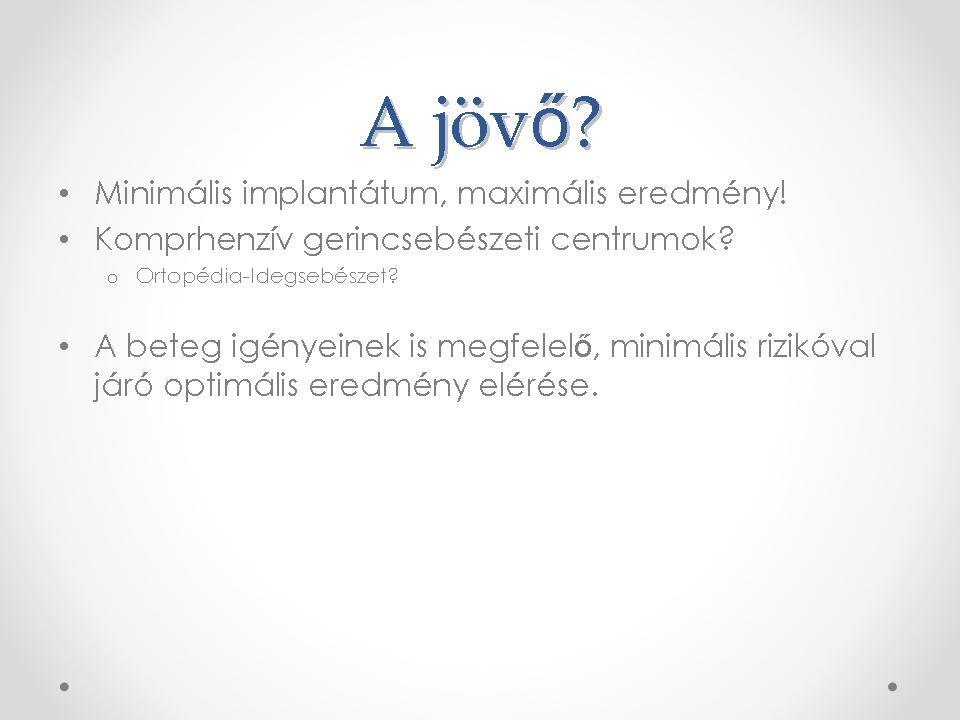 A jövő?
• Minimális implantátum, maximális eredmény!
• Komprhenzív gerincsebészeti centrumok?
o Ortopédia-Idegsebészet?
• A beteg igényeinek is megfelelő, minimális rizikóval
járó optimális eredmény elérése.